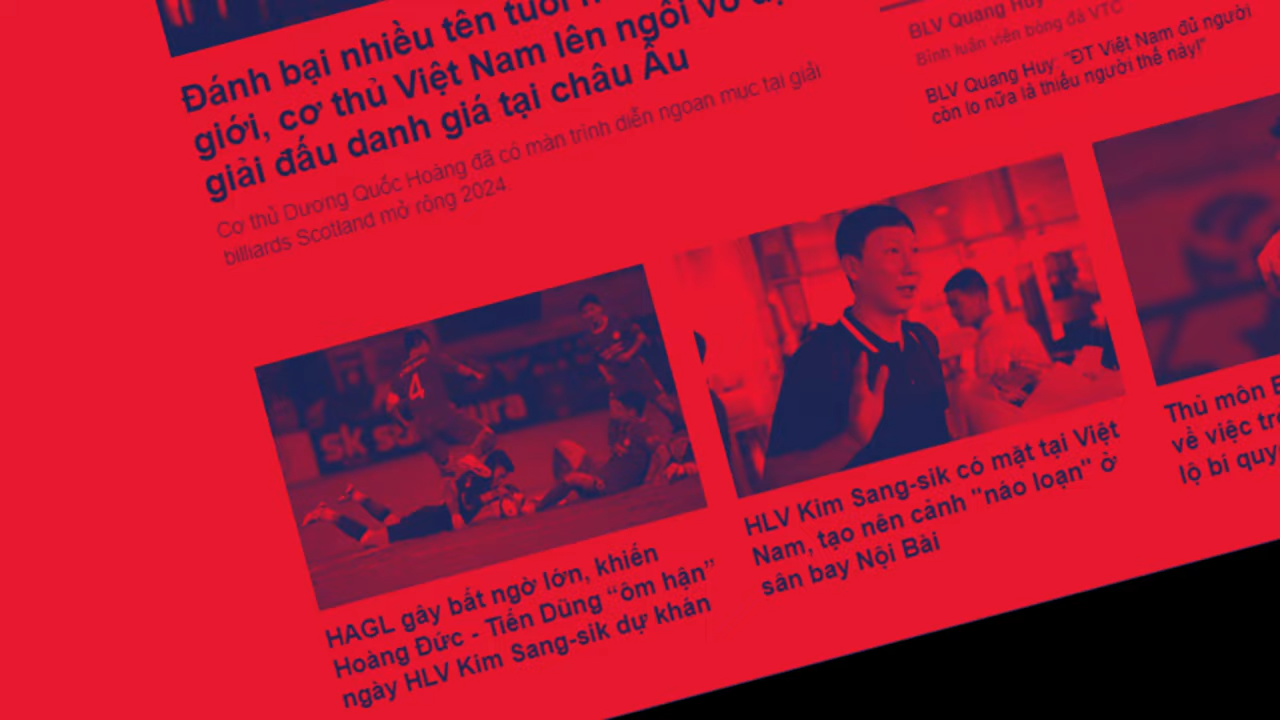 Đánh bại nhiều tên tuổi
giới, cơ thủ Việt Nam lên ngôi vô
giải đấu danh giá tại châu Âu
Cơ thủ Dương Quốc Hoàng đã có màn trình diễn ngoạn mục tại giải
billiards Scotland mở rộng 2024
BLV Quang Huy
Bình luận viên bóng đá VTC
BLV Quang Huy: "ĐT Việt Nam đủ người
còn lo nữa là thiếu người thế này!"
4
sk
HAGL gây bất ngờ lớn, khiến
Hoàng Đức - Tiến Dũng “ôm hận”
ngày HLV Kim Sang-sik dự khán
HLV Kim Sang-sik có mặt tại Việt
Nam, tạo nên cảnh "náo loạn" ở
sân bay Nội Bài
Thủ môn
về việc
lộ bí